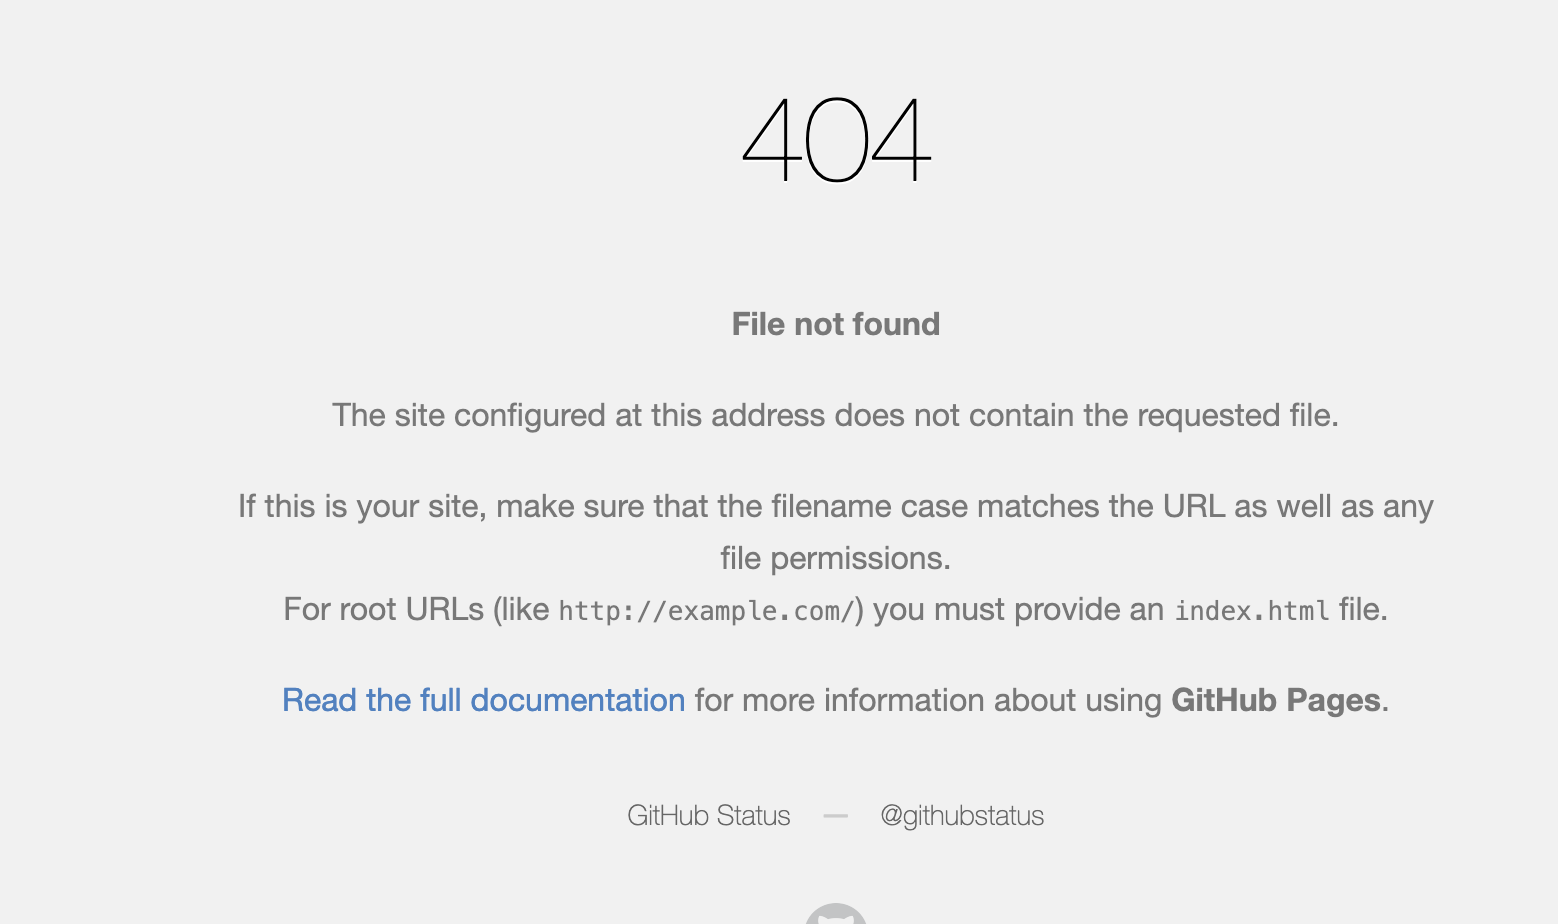 404
File not found
The site configured at this address does not contain the requested file.
If this is your site, make sure that the filename case matches the URL as well as any
file permissions.
For root URLs (like http://example.com/) you must provide an index.html file.
Read the full documentation for more information about using GitHub Pages.
GitHub Status — @githubstatus